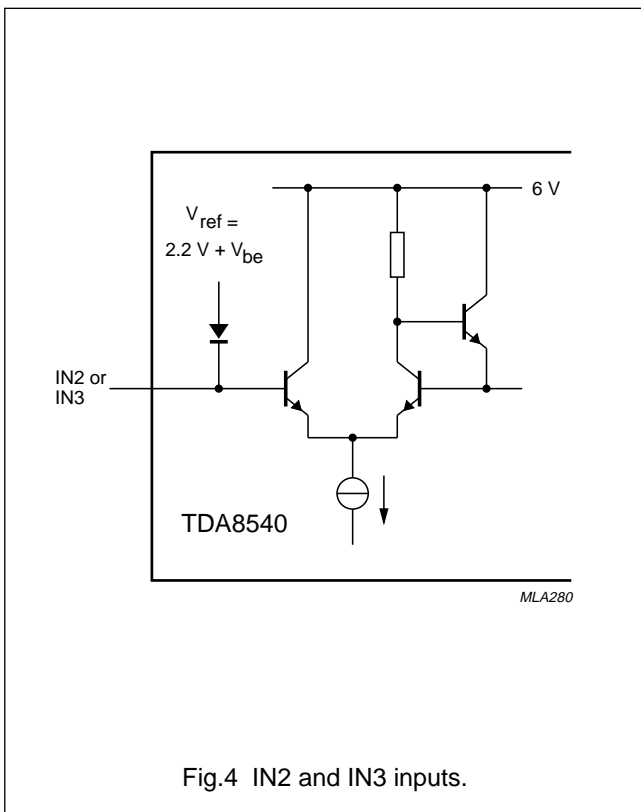 6 V
V ref =
2.2 V + V be
IN2 or
IN3
TDA8540
MLA280
Fig.4 IN2 and IN3 inputs.